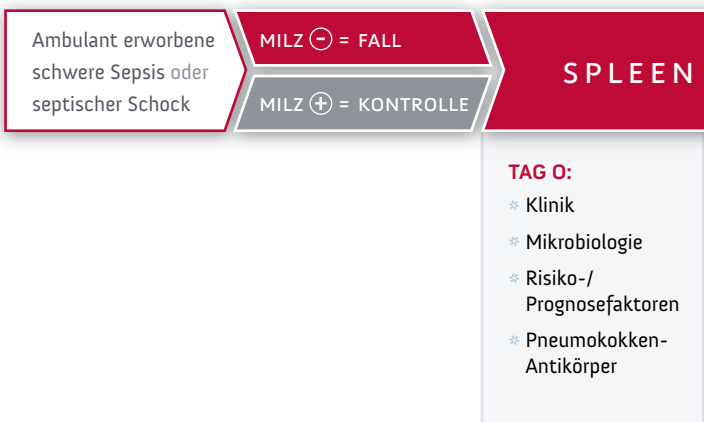 Ambulant erworbene
schwere Sepsis oder
septischer Schock
MILZ ⊖ = FALL
MILZ ⊕ = KONTROLLE
SPLEEN
TAG 0:
* Klinik
* Mikrobiologie
* Risiko-/
Prognosefaktoren
* Pneumokokken-
Antikörper